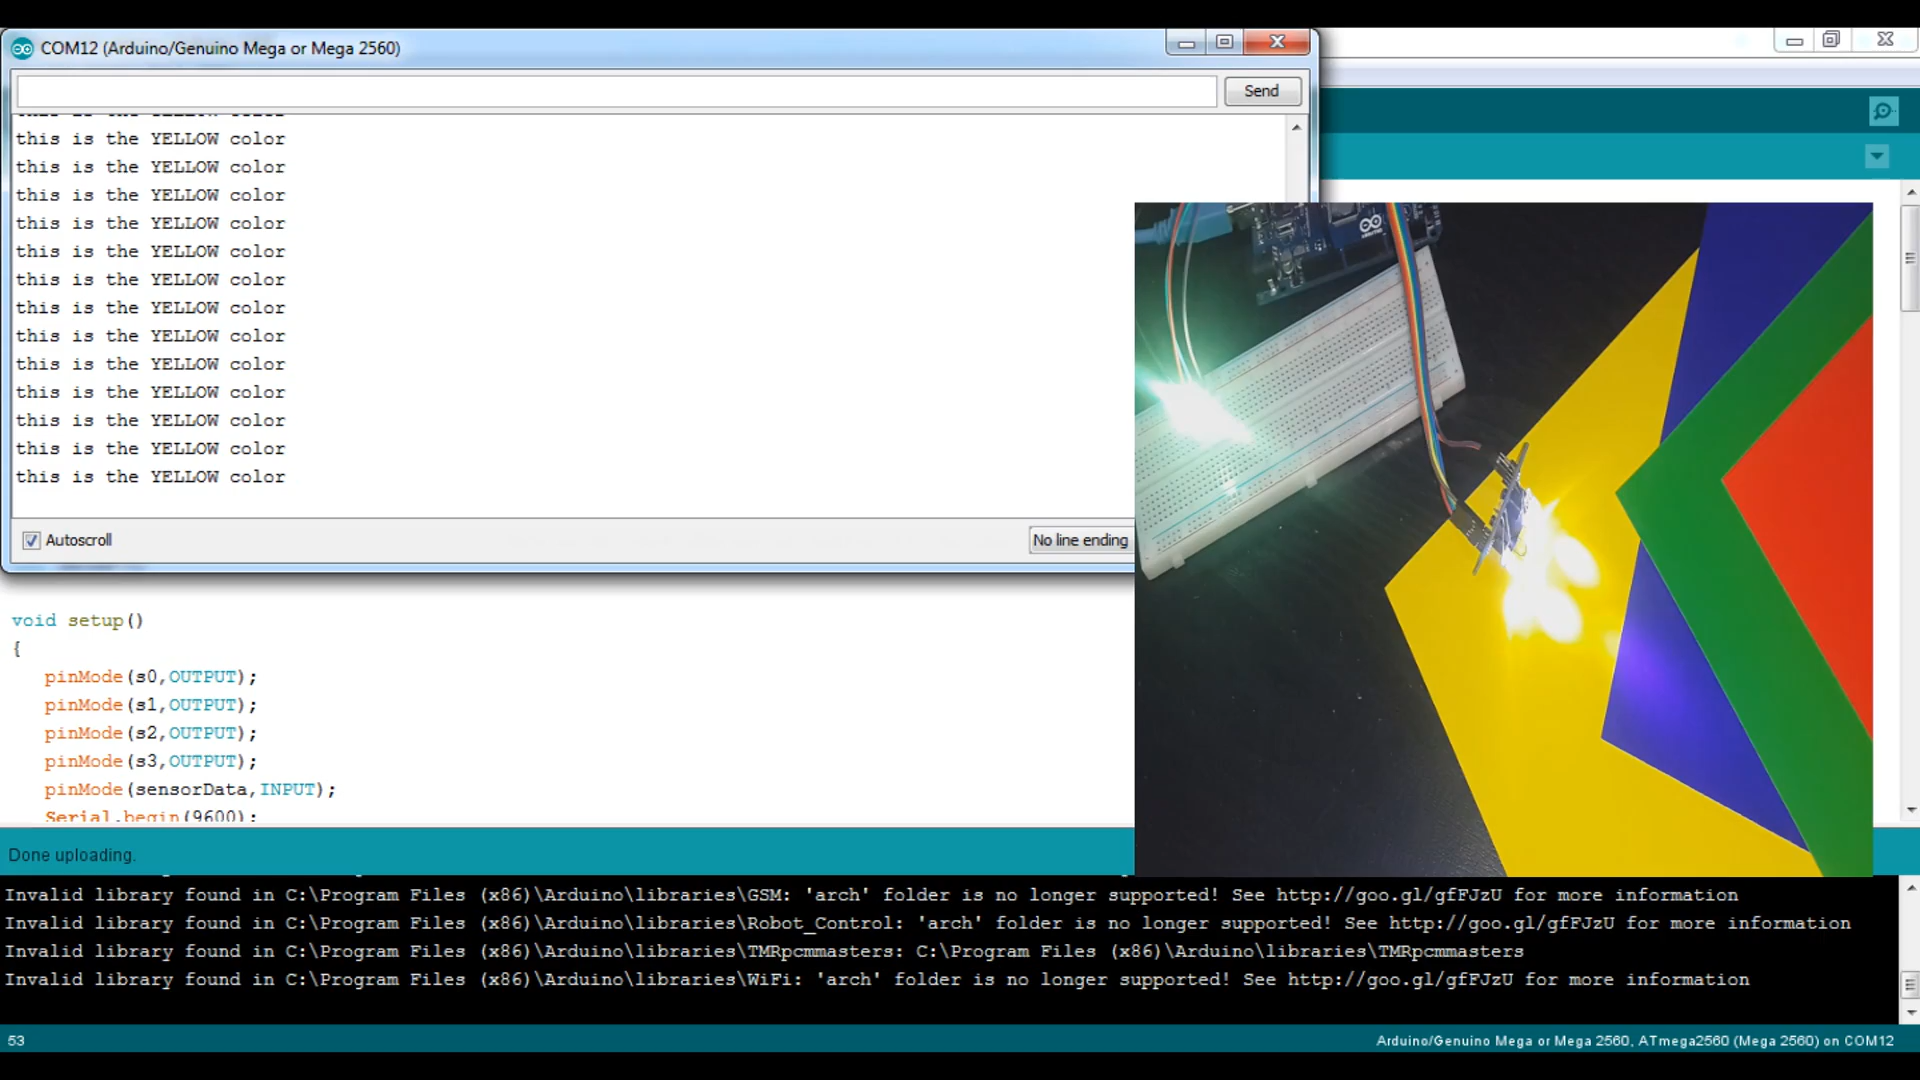 COM12 (Arduino/Genuino Mega or Mega 2560)
Send
this is the YELLOW color
this is the YELLOW color
this is the YELLOW color
this is the YELLOW color
this is the YELLOW color
this is the YELLOW color
this is the YELLOW color
this is the YELLOW color
this is the YELLOW color
this is the YELLOW color
this is the YELLOW color
this is the YELLOW color
this is the YELLOW color
this is the YELLOW color
Autoscroll
No line ending
void setup()
{
pinMode(s0,OUTPUT);
pinMode(s1,OUTPUT);
pinMode(s2,OUTPUT);
pinMode(s3,OUTPUT);
pinMode(sensorData,INPUT);
Serial.begin(9600);
Done uploading.
Invalid library found in C:\Program Files (x86)\Arduino\libraries\GSM: 'arch' folder is no longer supported! See http://goo.gl/gfFJzU for more information
Invalid library found in C:\Program Files (x86)\Arduino\libraries\Robot_Control: 'arch' folder is no longer supported! See http://goo.gl/gfFJzU for more information
Invalid library found in C:\Program Files (x86)\Arduino\libraries\TMRpcmmasters: C:\Program Files (x86)\Arduino\libraries\TMRpcmmasters
Invalid library found in C:\Program Files (x86)\Arduino\libraries\WiFi: 'arch' folder is no longer supported! See http://goo.gl/gfFJzU for more information
53
Arduino/Genuino Mega or Mega 2560, ATmega2560 (Mega 2560) on COM12